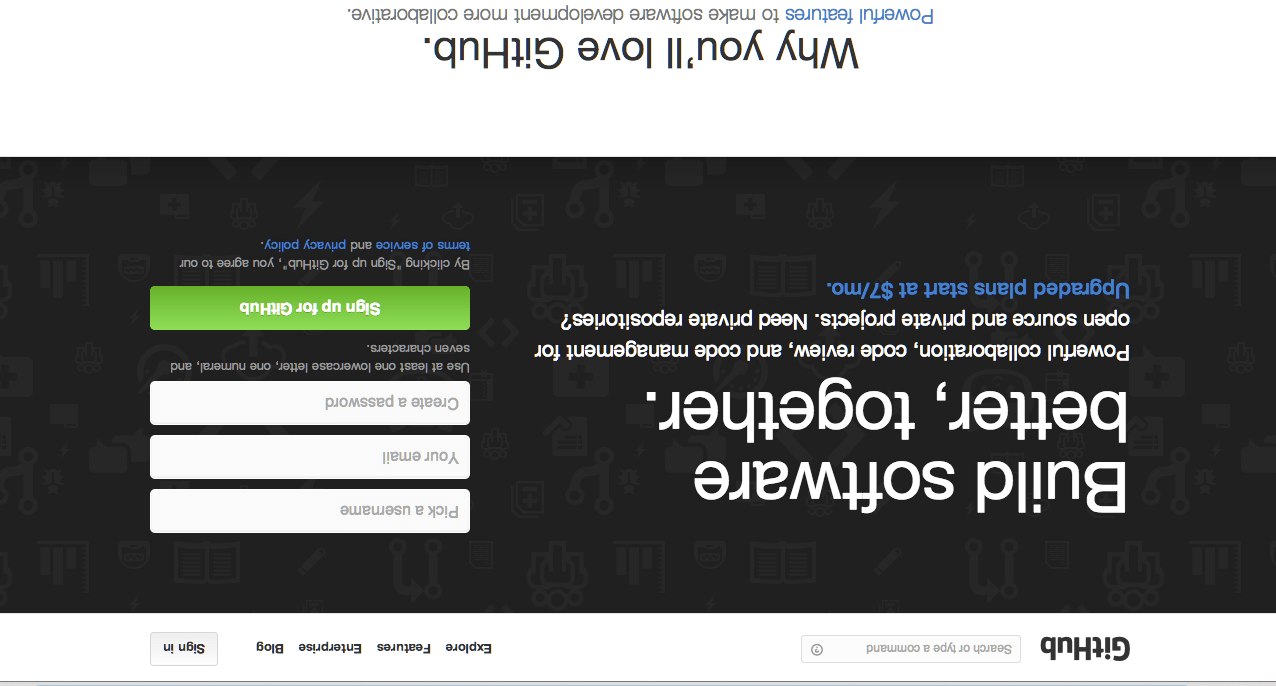 GitHub
Search or type a command
Explore Features Enterprise Blog
Sign in
Build software
better, together.
Powerful collaboration, code review, and code management for
open source and private projects. Need private repositories?
Upgraded plans start at $7/mo.
Pick a username
Your email
Create a password
Use at least one lowercase letter, one numeral, and
seven characters.
Sign up for GitHub
By clicking "Sign up for GitHub", you agree to our
terms of service and privacy policy.
Why you'll love GitHub.
Powerful features to make software development more collaborative.